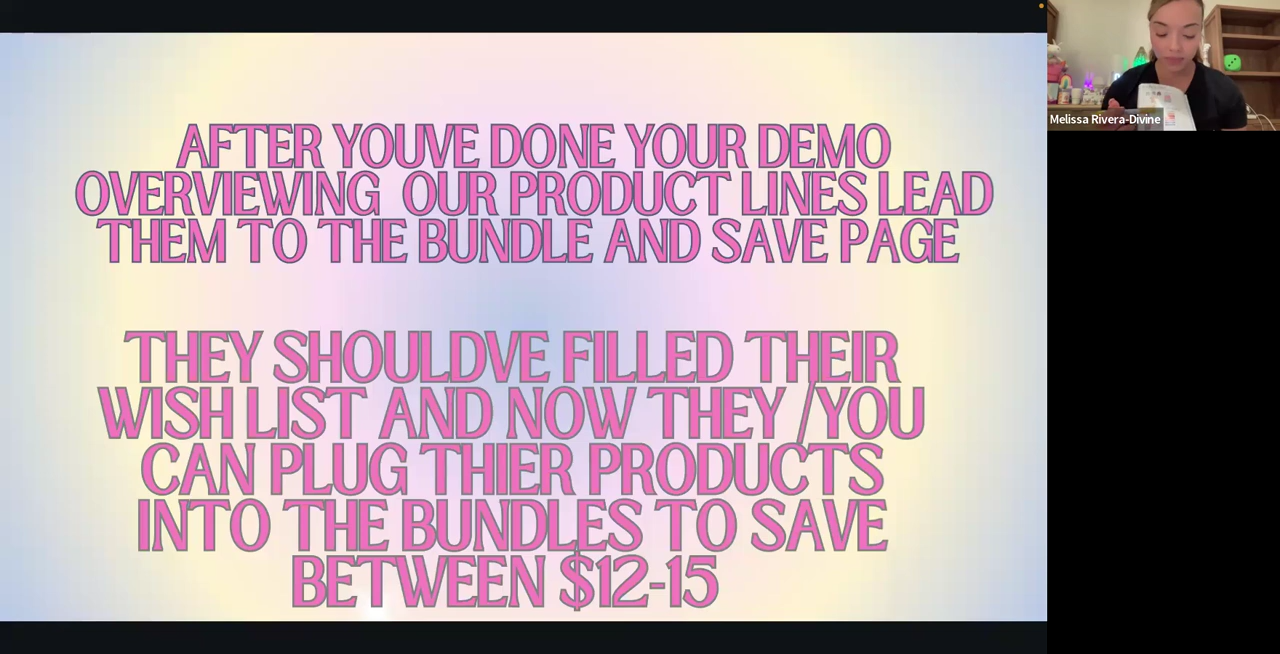 AFTER YOUVE DONE YOUR DEMO
OVERVIEWING OUR PRODUCT LINES LEAD
THEM TO THE BUNDLE AND SAVE PAGE
THEY SHOULDVE FILLED THEIR
WISH LIST AND NOW THEY /YOU
CAN PLUG THIER PRODUCTS
INTO THE BUNDLES TO SAVE
BETWEEN $12-15
Melissa Rivera-Divine